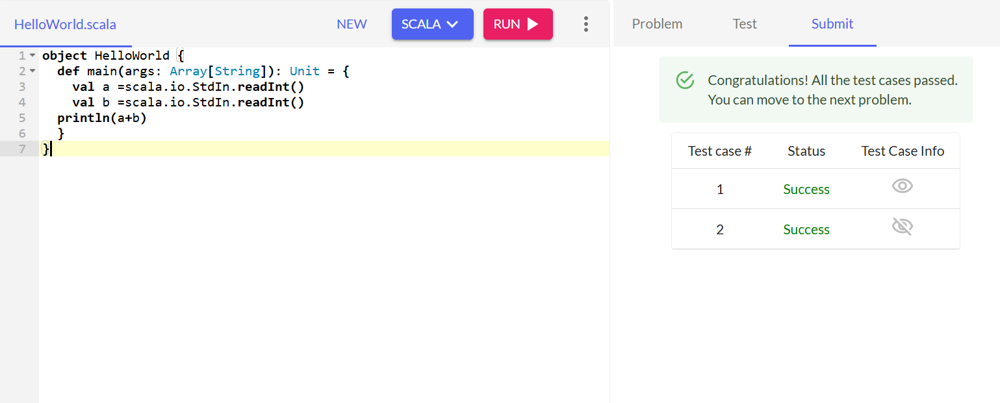 HelloWorld.scala NEW SCALA RUN
1 object HelloWorld {
2   def main(args: Array[String]): Unit = {
3     val a =scala.io.StdIn.readInt()
4     val b =scala.io.StdIn.readInt()
5   println(a+b)
6   }
7 }
Problem Test Submit
Congratulations! All the test cases passed.
You can move to the next problem.
Test case # Status Test Case Info
1 Success
2 Success